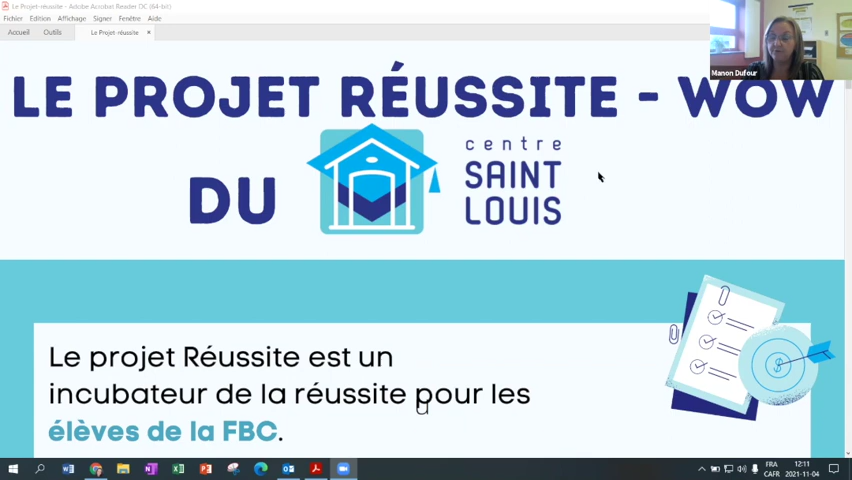 Le Projet-réussite - Adobe Acrobat Reader DC (64-bit)
Fichier Edition Affichage Signer Fenêtre Aide
Accueil Outils Le Projet-réussite ×
Manon Dufour
LE PROJET RÉUSSITE - WOW
DU
centre
SAINT
LOUIS
Le projet Réussite est un
incubateur de la réussite pour les
élèves de la FBC.
FRA
CAFR
12:11
2021-11-04